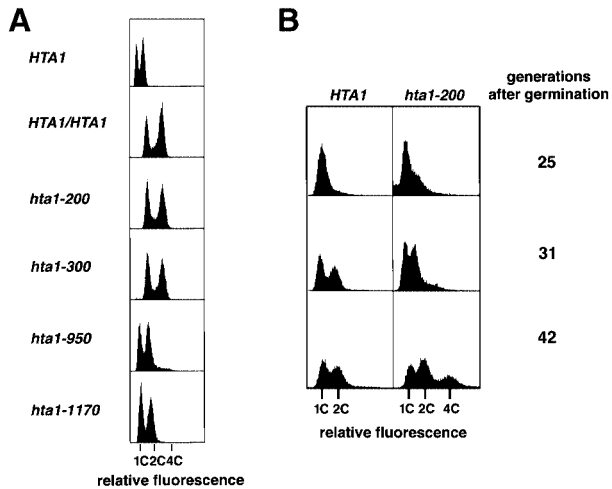 A
HTA1
HTA1/HTA1
hta1-200
hta1-300
hta1-950
hta1-1170
1C2C4C
relative fluorescence
B
HTA1 hta1-200
generations
after germination
25
31
42
1C 2C 1C 2C 4C
relative fluorescence